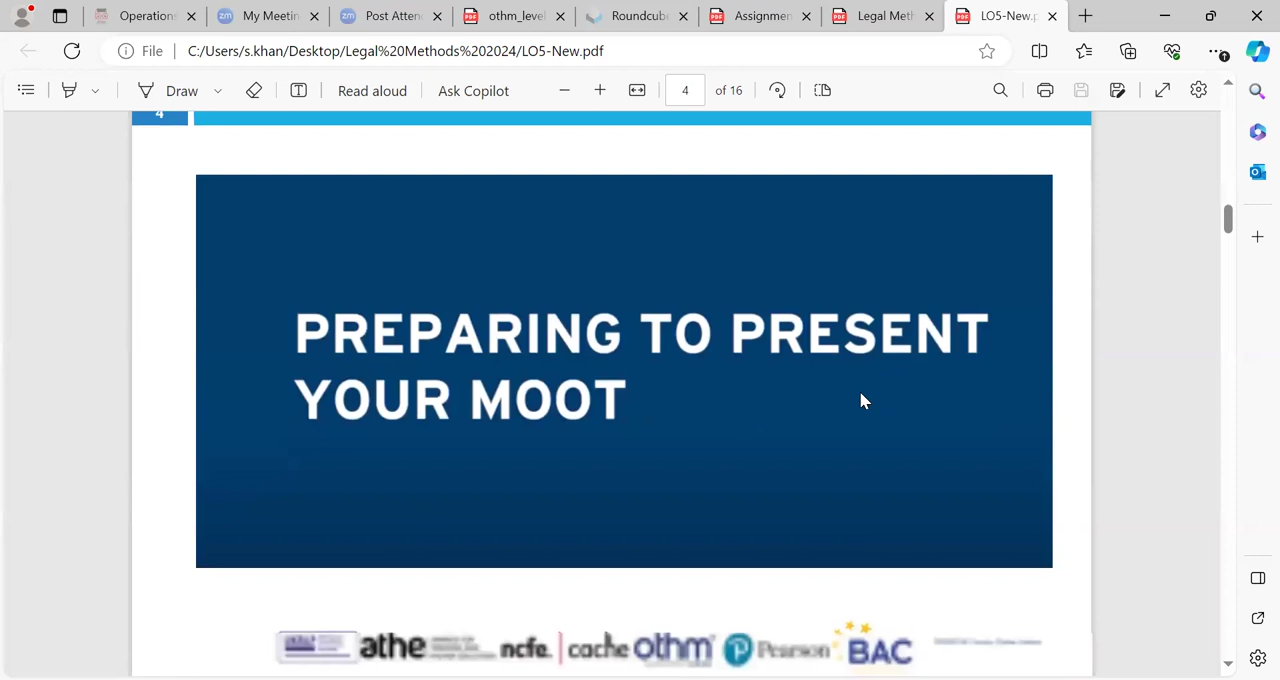 Operations
My Meetin
Post Atten
othm_level
Roundcube
Assignmen
Legal Meth
LO5-New.p
File
C:/Users/s.khan/Desktop/Legal%20Methods%202024/LO5-New.pdf
Draw
Read aloud
Ask Copilot
4
of 16
4
PREPARING TO PRESENT
YOUR MOOT
athe
ncfe.
cache
othm
Pearson
BAC